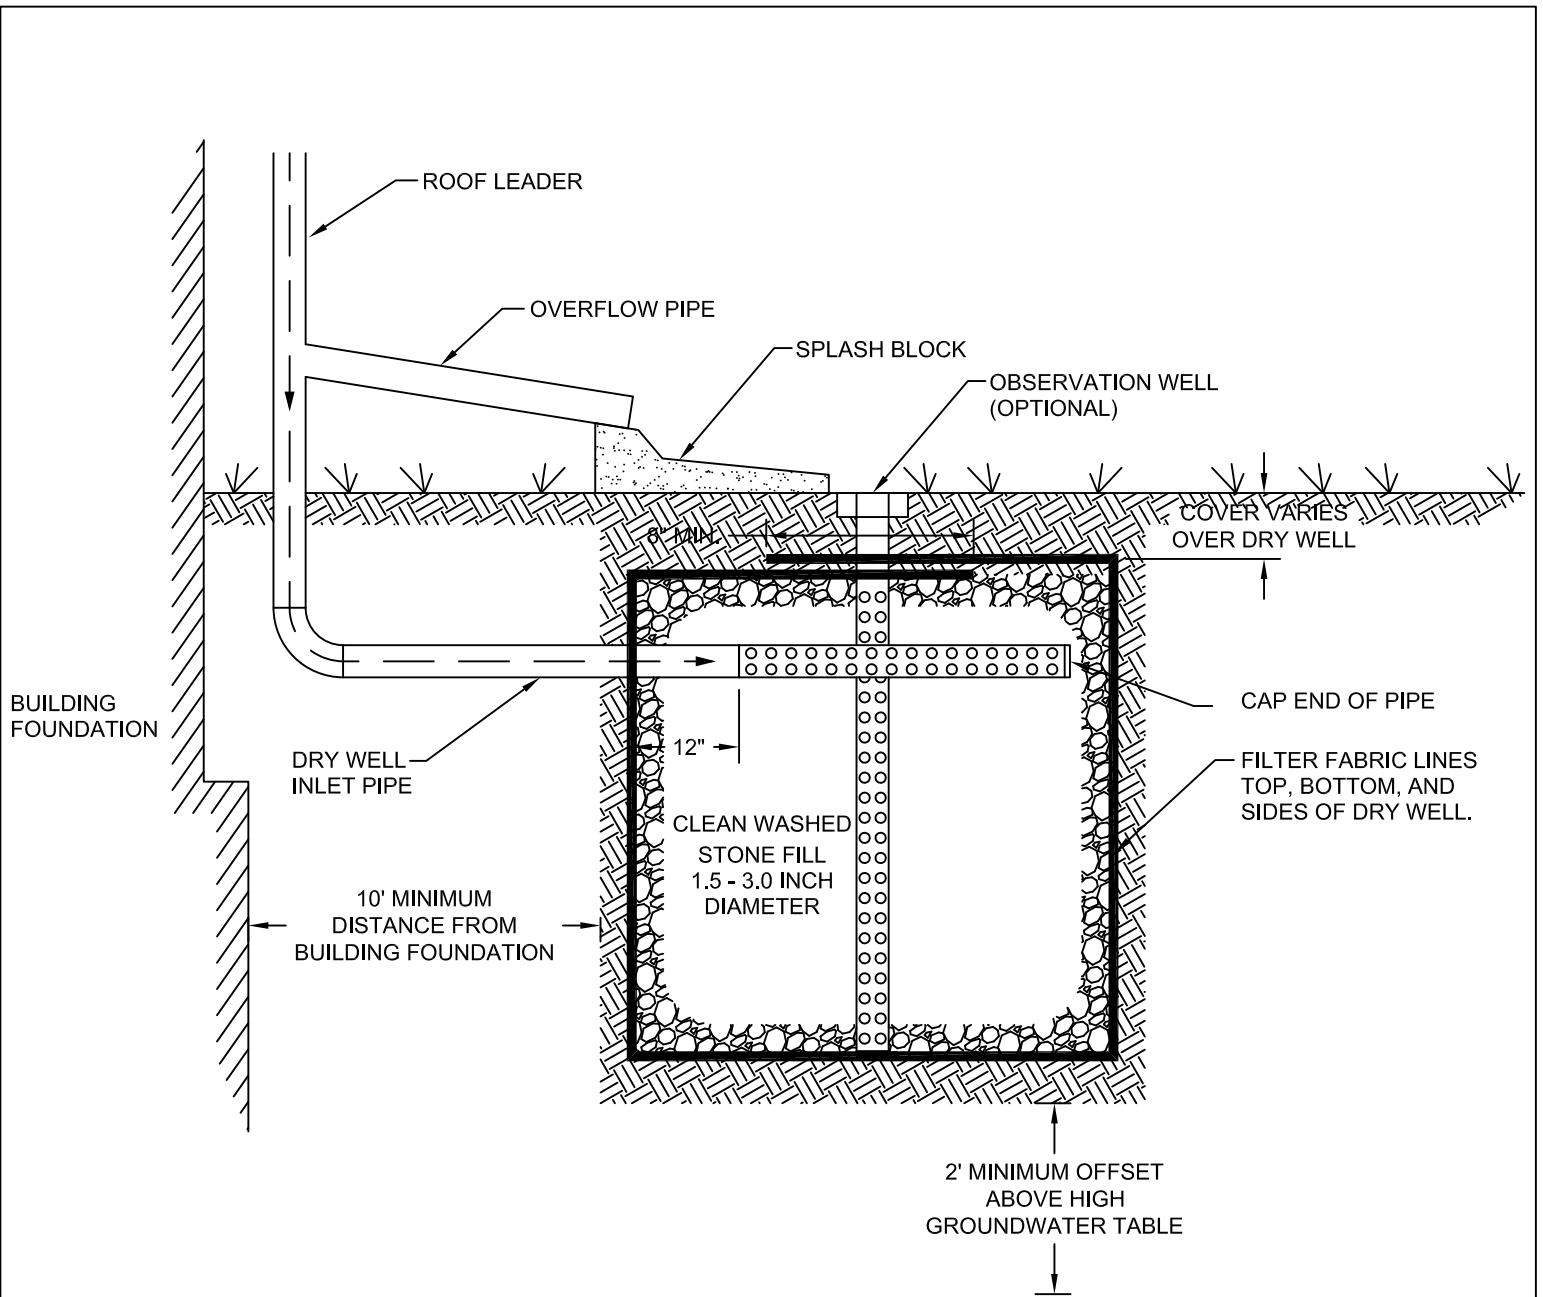 ROOF LEADER
OVERFLOW PIPE
SPLASH BLOCK
OBSERVATION WELL
(OPTIONAL)
COVER VARIES
OVER DRY WELL
8" MIN.
BUILDING
FOUNDATION
CAP END OF PIPE
12"
DRY WELL
INLET PIPE
FILTER FABRIC LINES
TOP, BOTTOM, AND
SIDES OF DRY WELL.
CLEAN WASHED
STONE FILL
1.5 - 3.0 INCH
DIAMETER
10' MINIMUM
DISTANCE FROM
BUILDING FOUNDATION
2' MINIMUM OFFSET
ABOVE HIGH
GROUNDWATER TABLE